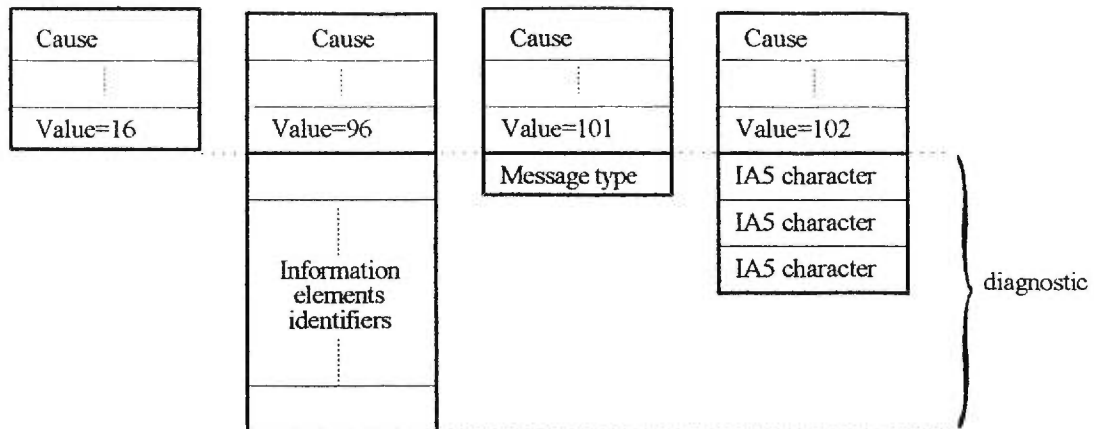 Cause
Value=16
Cause
Value=96
Information
elements
identifiers
Cause
Value=101
Message type
Cause
Value=102
IA5 character
IA5 character
IA5 character
diagnostic